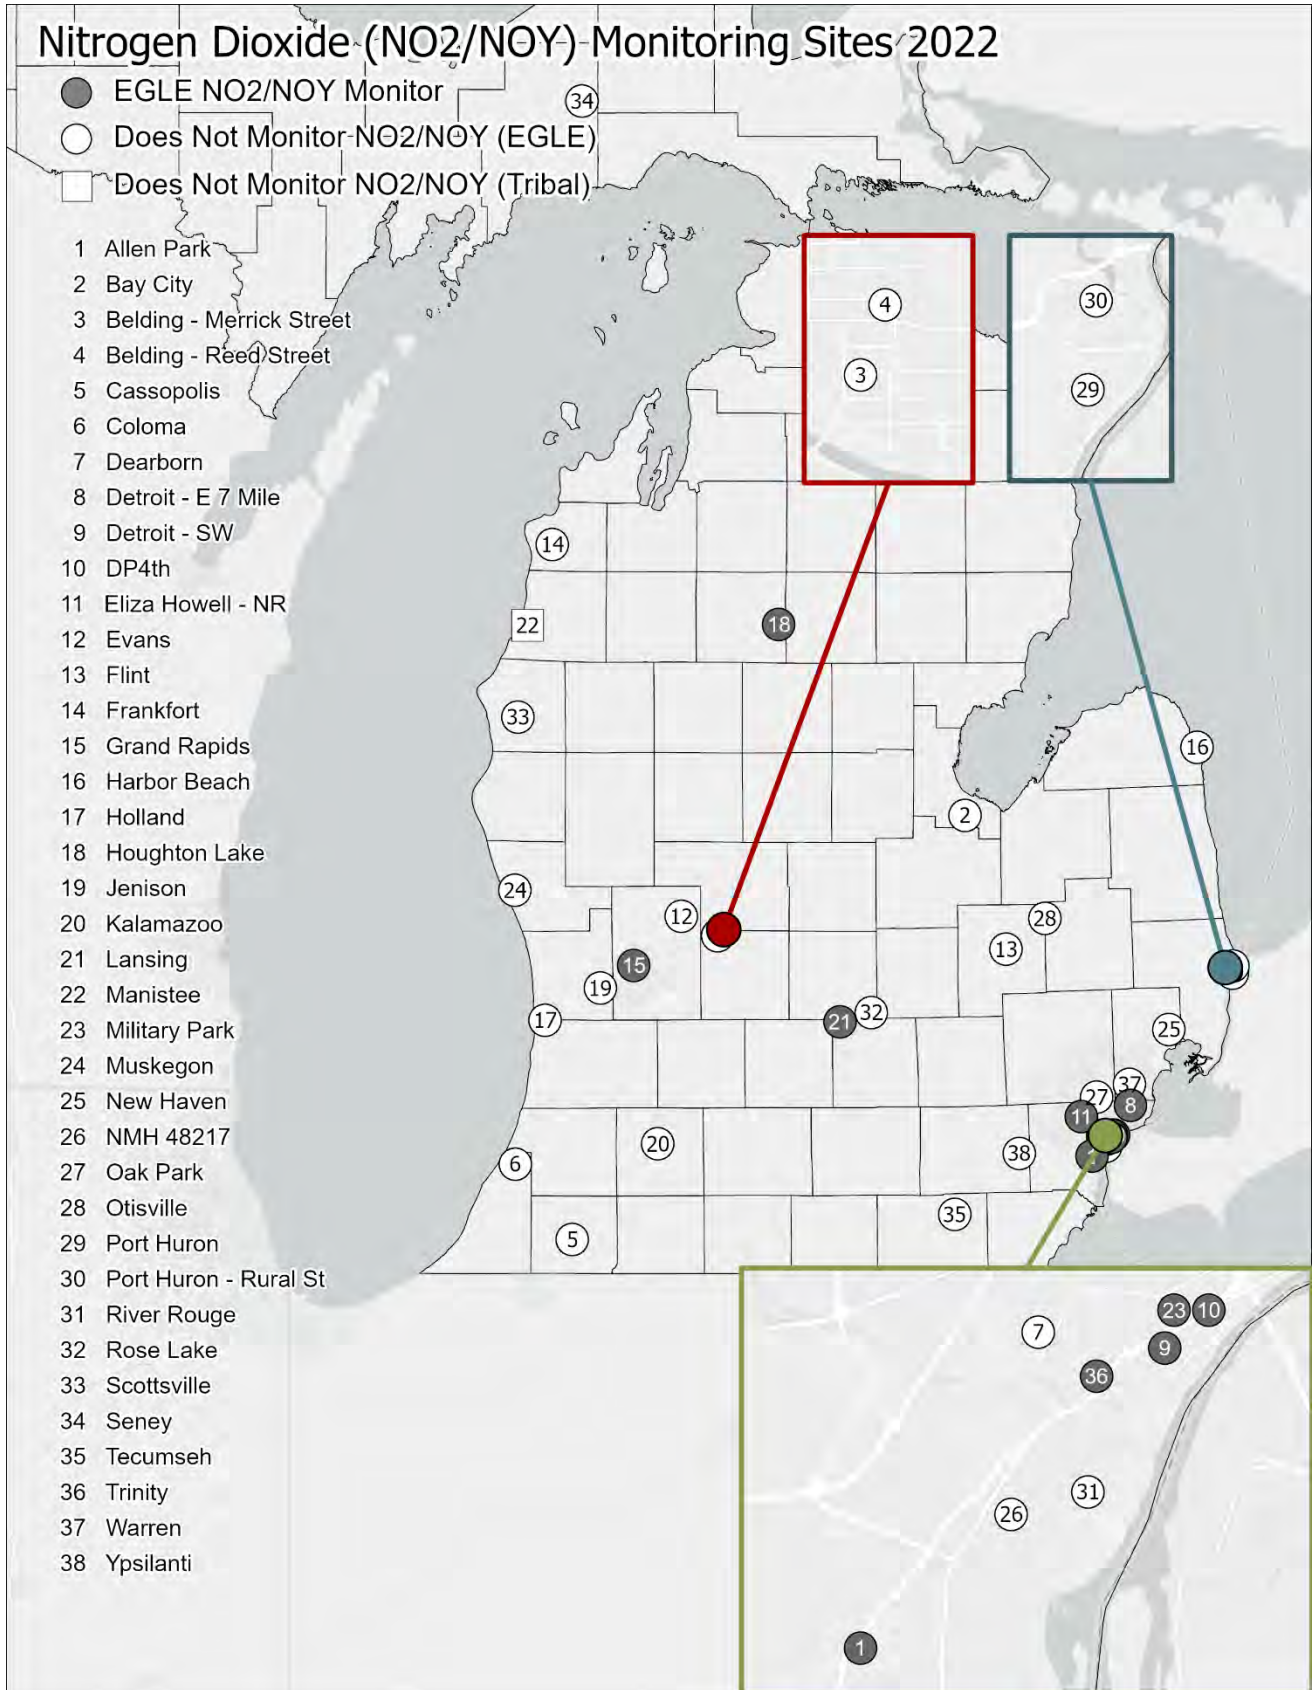 Nitrogen Dioxide (NO2/NOY) Monitoring Sites 2022
EGLE NO2/NOY Monitor
Does Not Monitor NO2/NOY (EGLE)
Does Not Monitor NO2/NOY (Tribal)
1 Allen Park
2 Bay City
3 Belding - Merrick Street
4 Belding - Reed Street
5 Cassopolis
6 Coloma
7 Dearborn
8 Detroit - E 7 Mile
9 Detroit - SW
10 DP4th
11 Eliza Howell - NR
12 Evans
13 Flint
14 Frankfort
15 Grand Rapids
16 Harbor Beach
17 Holland
18 Houghton Lake
19 Jenison
20 Kalamazoo
21 Lansing
22 Manistee
23 Military Park
24 Muskegon
25 New Haven
26 NMH 48217
27 Oak Park
28 Otisville
29 Port Huron
30 Port Huron - Rural St
31 River Rouge
32 Rose Lake
33 Scottsville
34 Seney
35 Tecumseh
36 Trinity
37 Warren
38 Ypsilanti
34
4
30
3
29
14
22
18
33
16
2
24
12
28
13
15
19
17
21
32
25
37
27
8
11
20
38
6
1
35
5
23
10
7
9
36
31
26
1